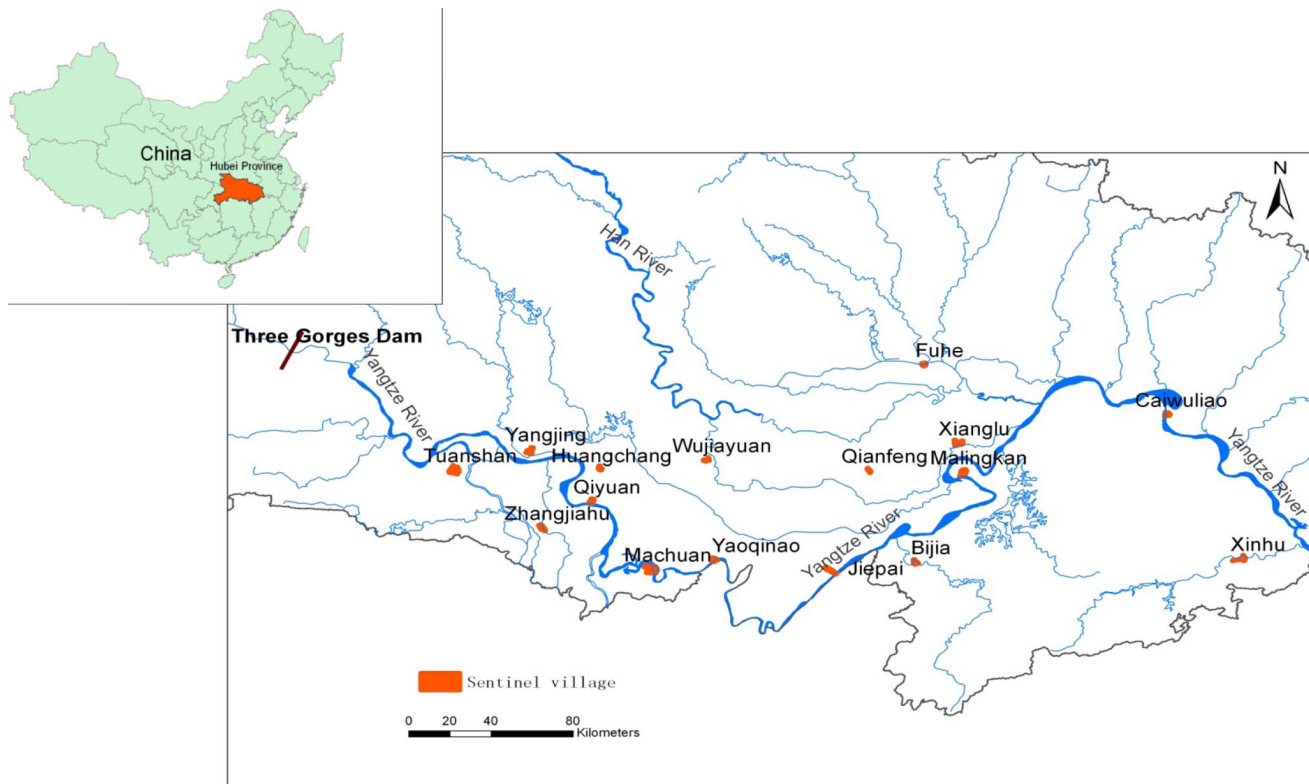 China
Hubei Province
N
Han River
Three Gorges Dam
Yangtze River
Fuhe
Caiwuliao
Yangjing
Tuanshan
Huangchang
Wujiayuan
Xianglu
Qianfeng
Malingkan
Yangtze River
Qiyuan
Zhangjiahu
Machuan
Yaoqinao
Yangtze River
Jiepai
Bijia
Xinhu
Sentinel village
0 20 40 80
Kilometers